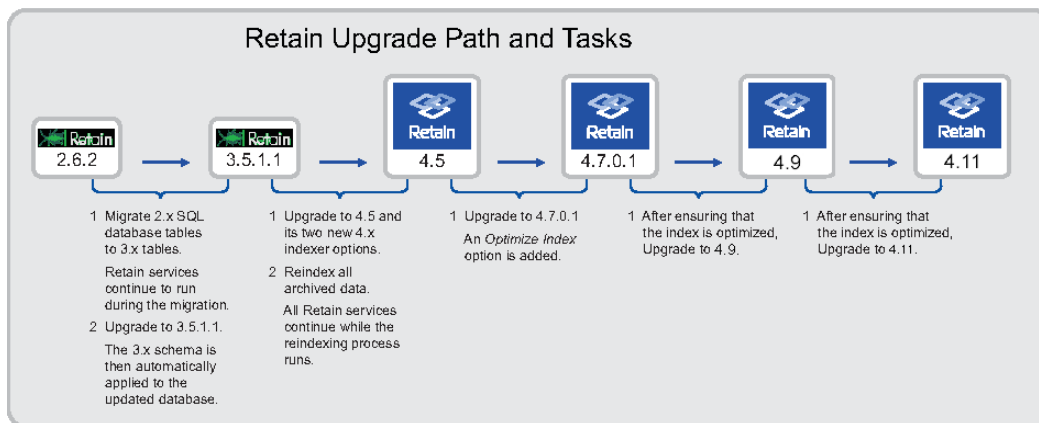 Retain Upgrade Path and Tasks
Retain
2.6.2
Retain
3.5.1.1
Retain
4.5
Retain
4.7.0.1
Retain
4.9
Retain
4.11
1 Migrate 2.x SQL
database tables
to 3.x tables.
Retain services
continue to run
during the migration.
2 Upgrade to 3.5.1.1.
The 3.x schema is
then automatically
applied to the
updated database.
1 Upgrade to 4.5 and
its two new 4.x
indexer options.
2 Reindex all
archived data.
All Retain services
continue while the
reindexing process
runs.
1 Upgrade to 4.7.0.1
An Optimize Index
option is added.
1 After ensuring that
the index is optimized,
Upgrade to 4.9.
1 After ensuring that
the index is optimized,
Upgrade to 4.11.